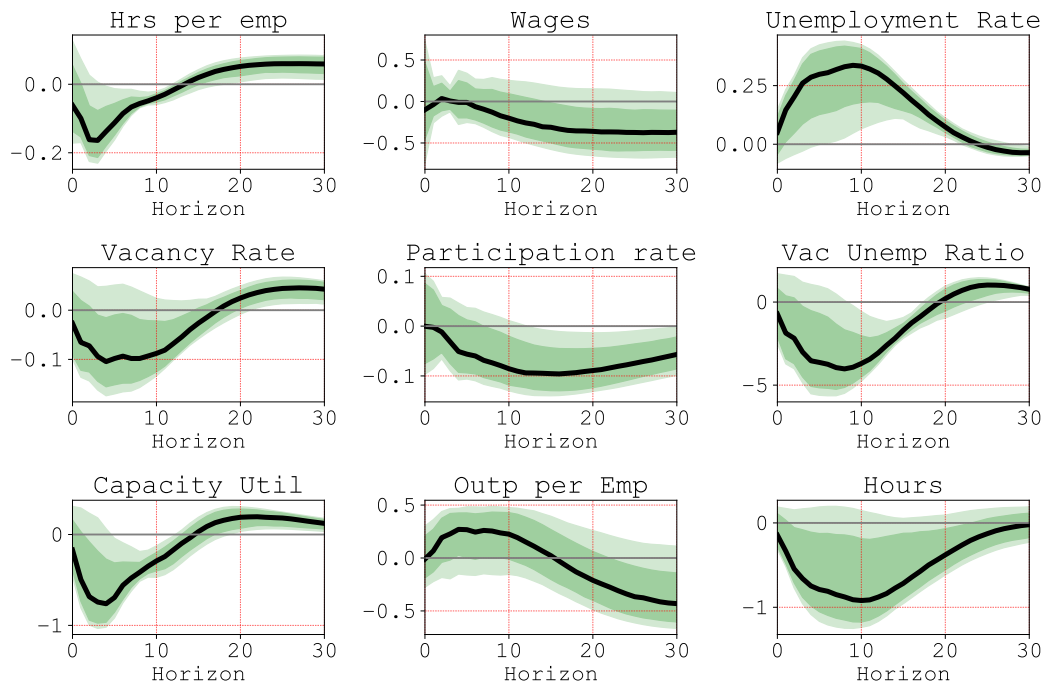 Hrs per emp
0.0
−0.2
0 10 20 30
Horizon
Wages
0.5
0.0
−0.5
0 10 20 30
Horizon
Unemployment Rate
0.25
0.00
0 10 20 30
Horizon
Vacancy Rate
0.0
−0.1
0 10 20 30
Horizon
Participation rate
0.1
0.0
−0.1
0 10 20 30
Horizon
Vac Unemp Ratio
0
−5
0 10 20 30
Horizon
Capacity Util
0
−1
0 10 20 30
Horizon
Outp per Emp
0.5
0.0
−0.5
0 10 20 30
Horizon
Hours
0
−1
0 10 20 30
Horizon